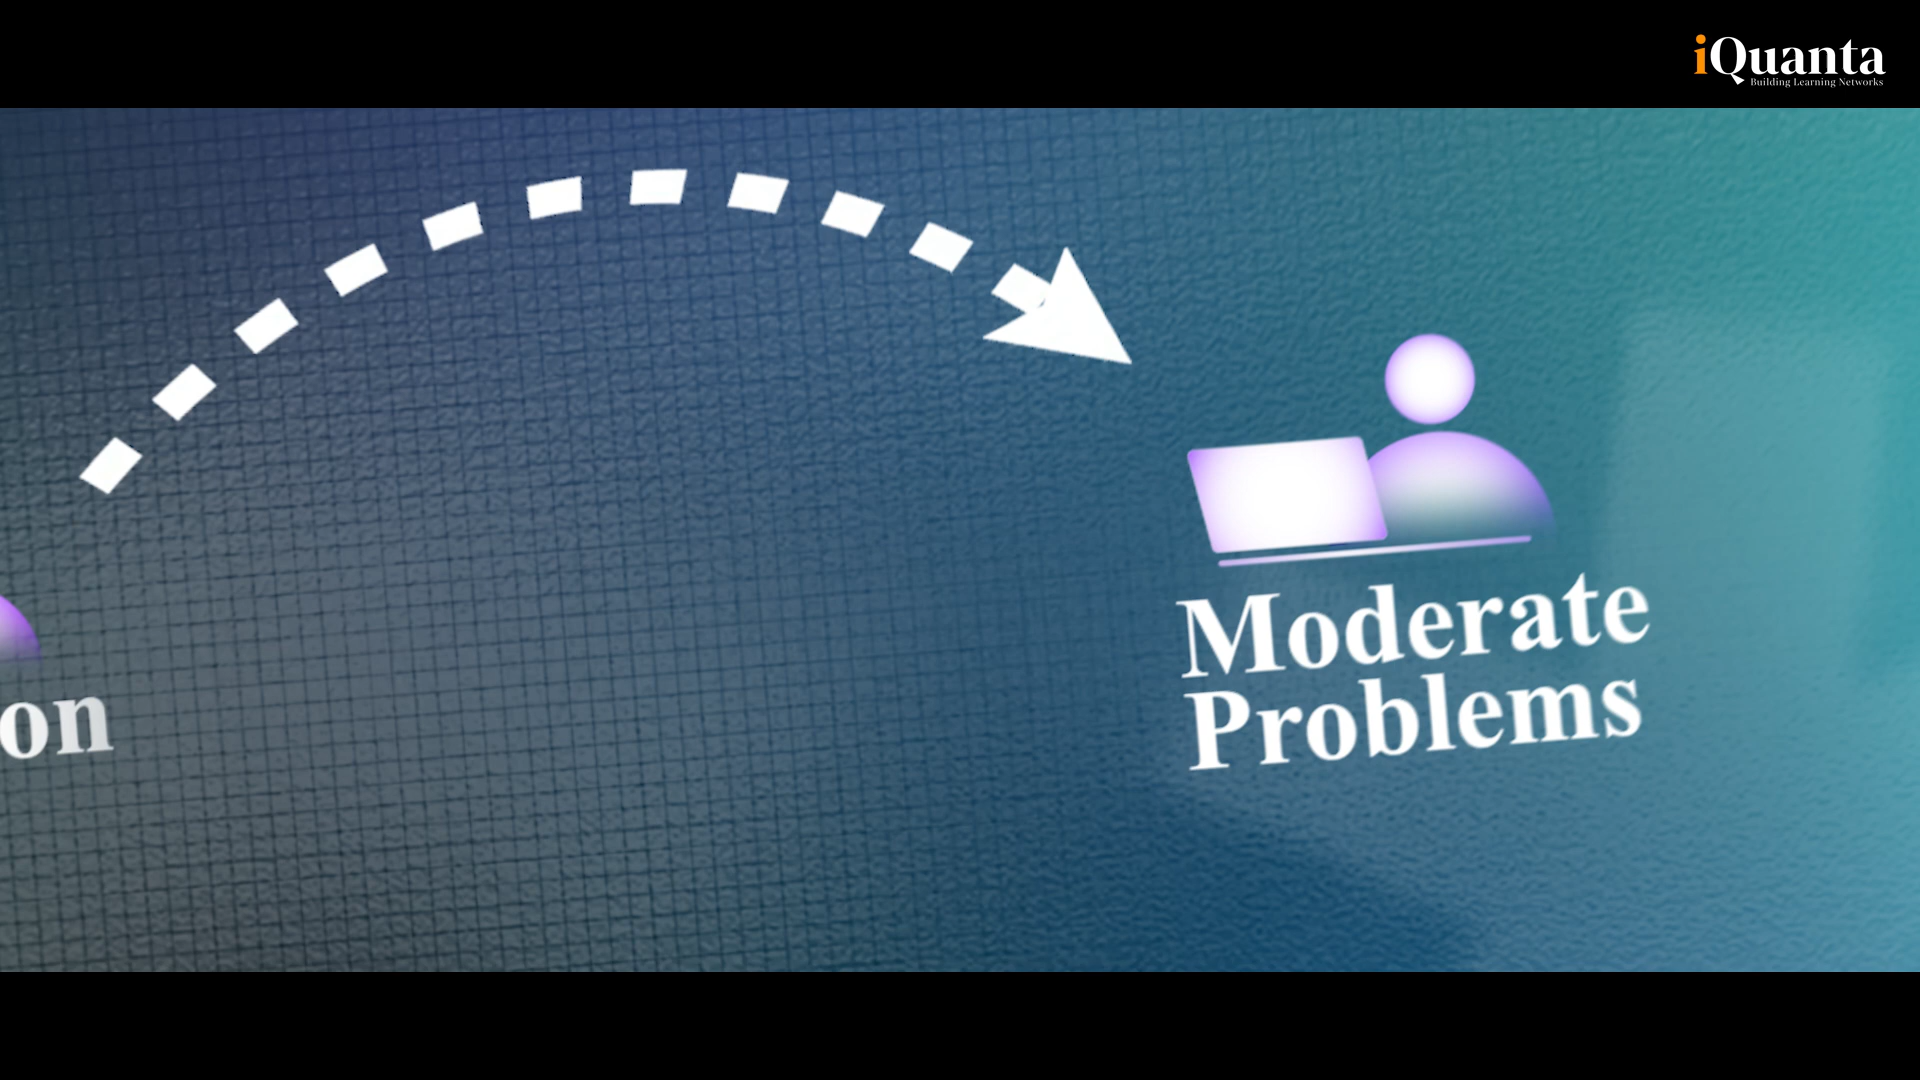 iQuanta
Building Learning Networks
on
Moderate
Problems